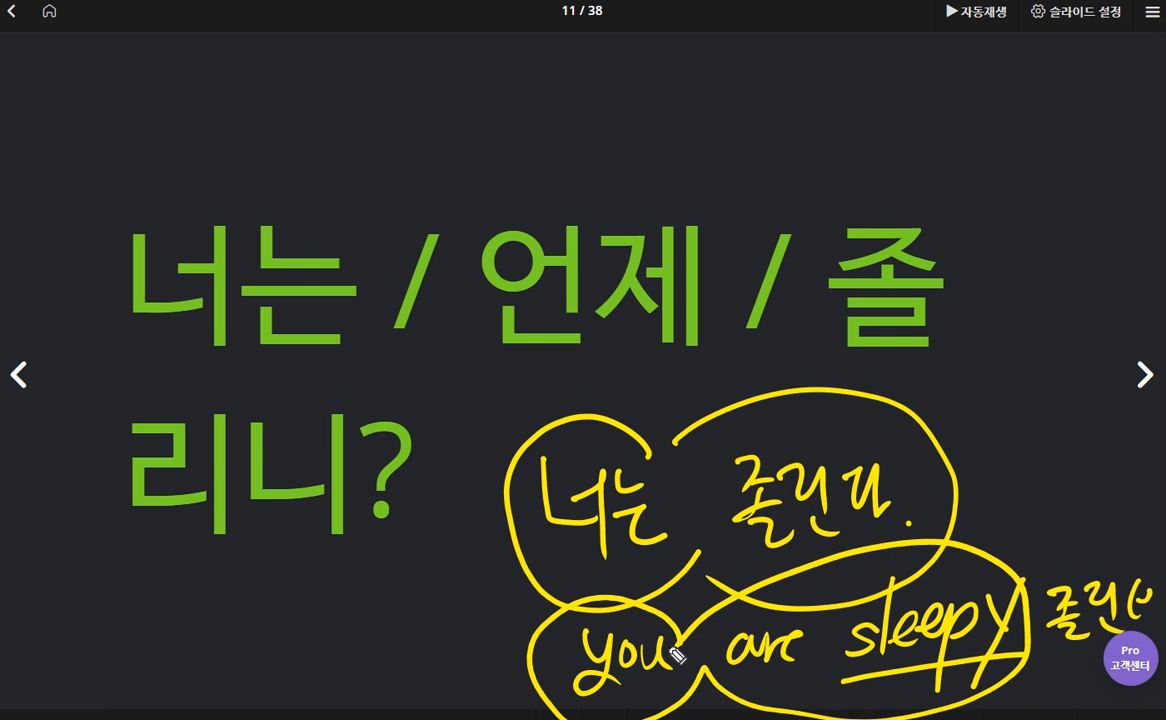 11 / 38
▶ 자동재생
슬라이드 설정
너는 / 언제 / 졸
리니?
너는 졸린다.
you are sleepy 졸린
Pro
고객센터